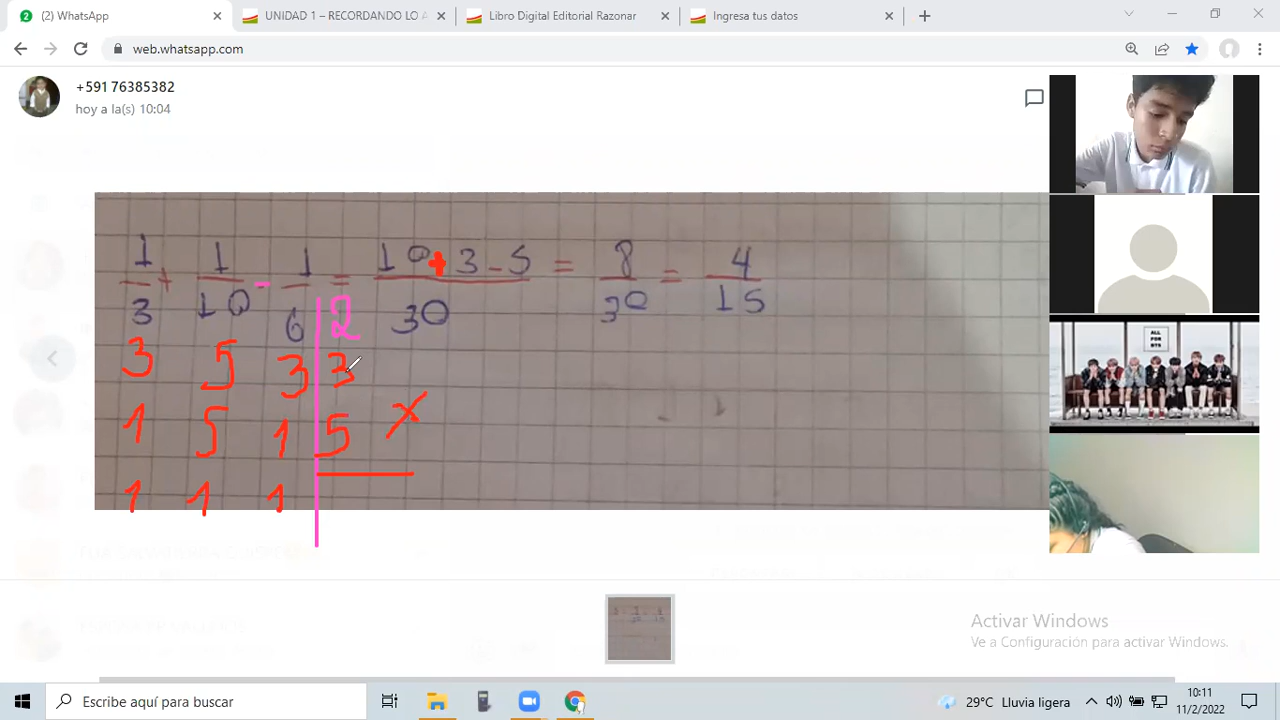 (2) WhatsApp
UNIDAD 1 – RECORDANDO LO A
Libro Digital Editorial Razonar
Ingresa tus datos
web.whatsapp.com
+591 76385382
hoy a la(s) 10:04
1/3 + 1/10 - 1/6 = 10+3-5/30 = 8/30 = 4/15
2
3 5 3 3
1 5 1 5 X
1 1 1
ALL FOR BTS
Activar Windows
Ve a Configuración para activar Windows.
Escribe aquí para buscar
29°C Lluvia ligera
10:11
11/2/2022